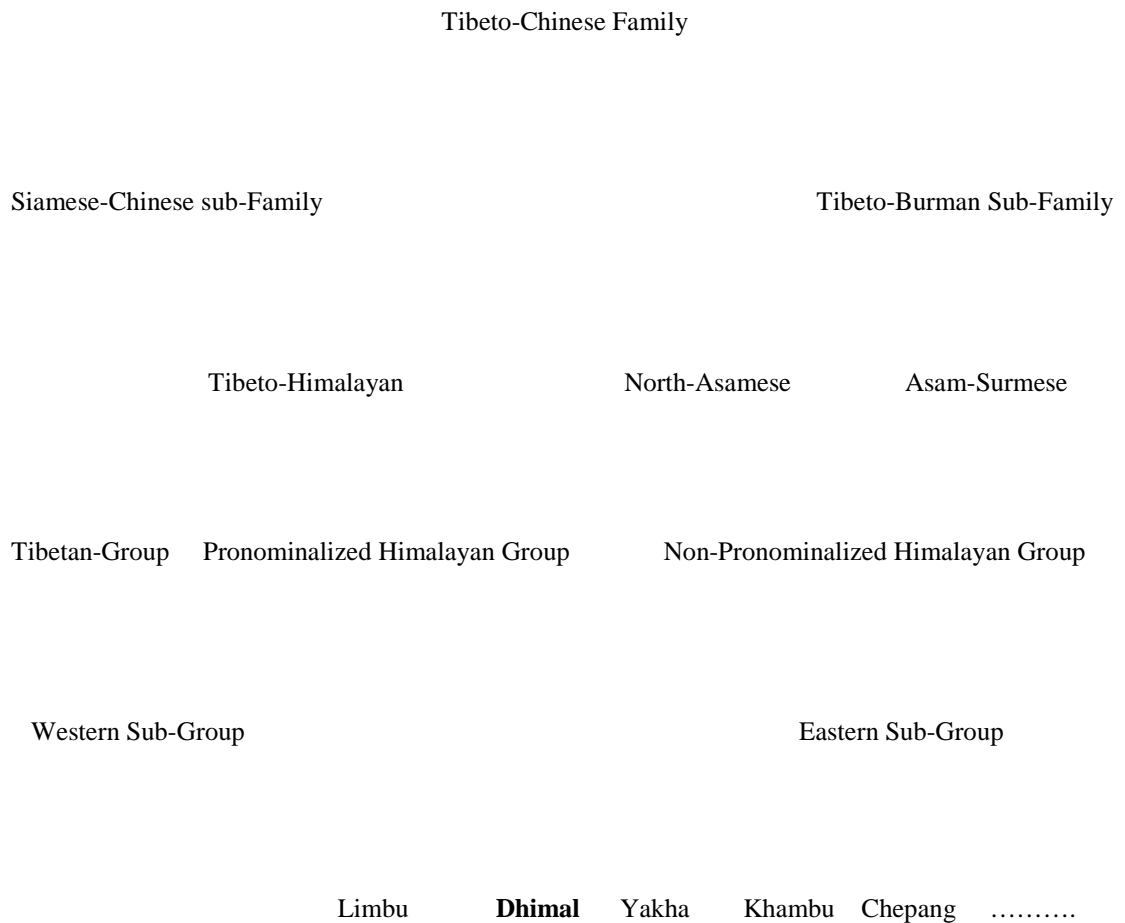 Tibeto-Chinese Family
Siamese-Chinese sub-Family Tibeto-Burman Sub-Family
Tibeto-Himalayan North-Asamese Asam-Surmese
Tibetan-Group Pronominalized Himalayan Group Non-Pronominalized Himalayan Group
Western Sub-Group Eastern Sub-Group
Limbu Dhimal Yakha Khambu Chepang ……….